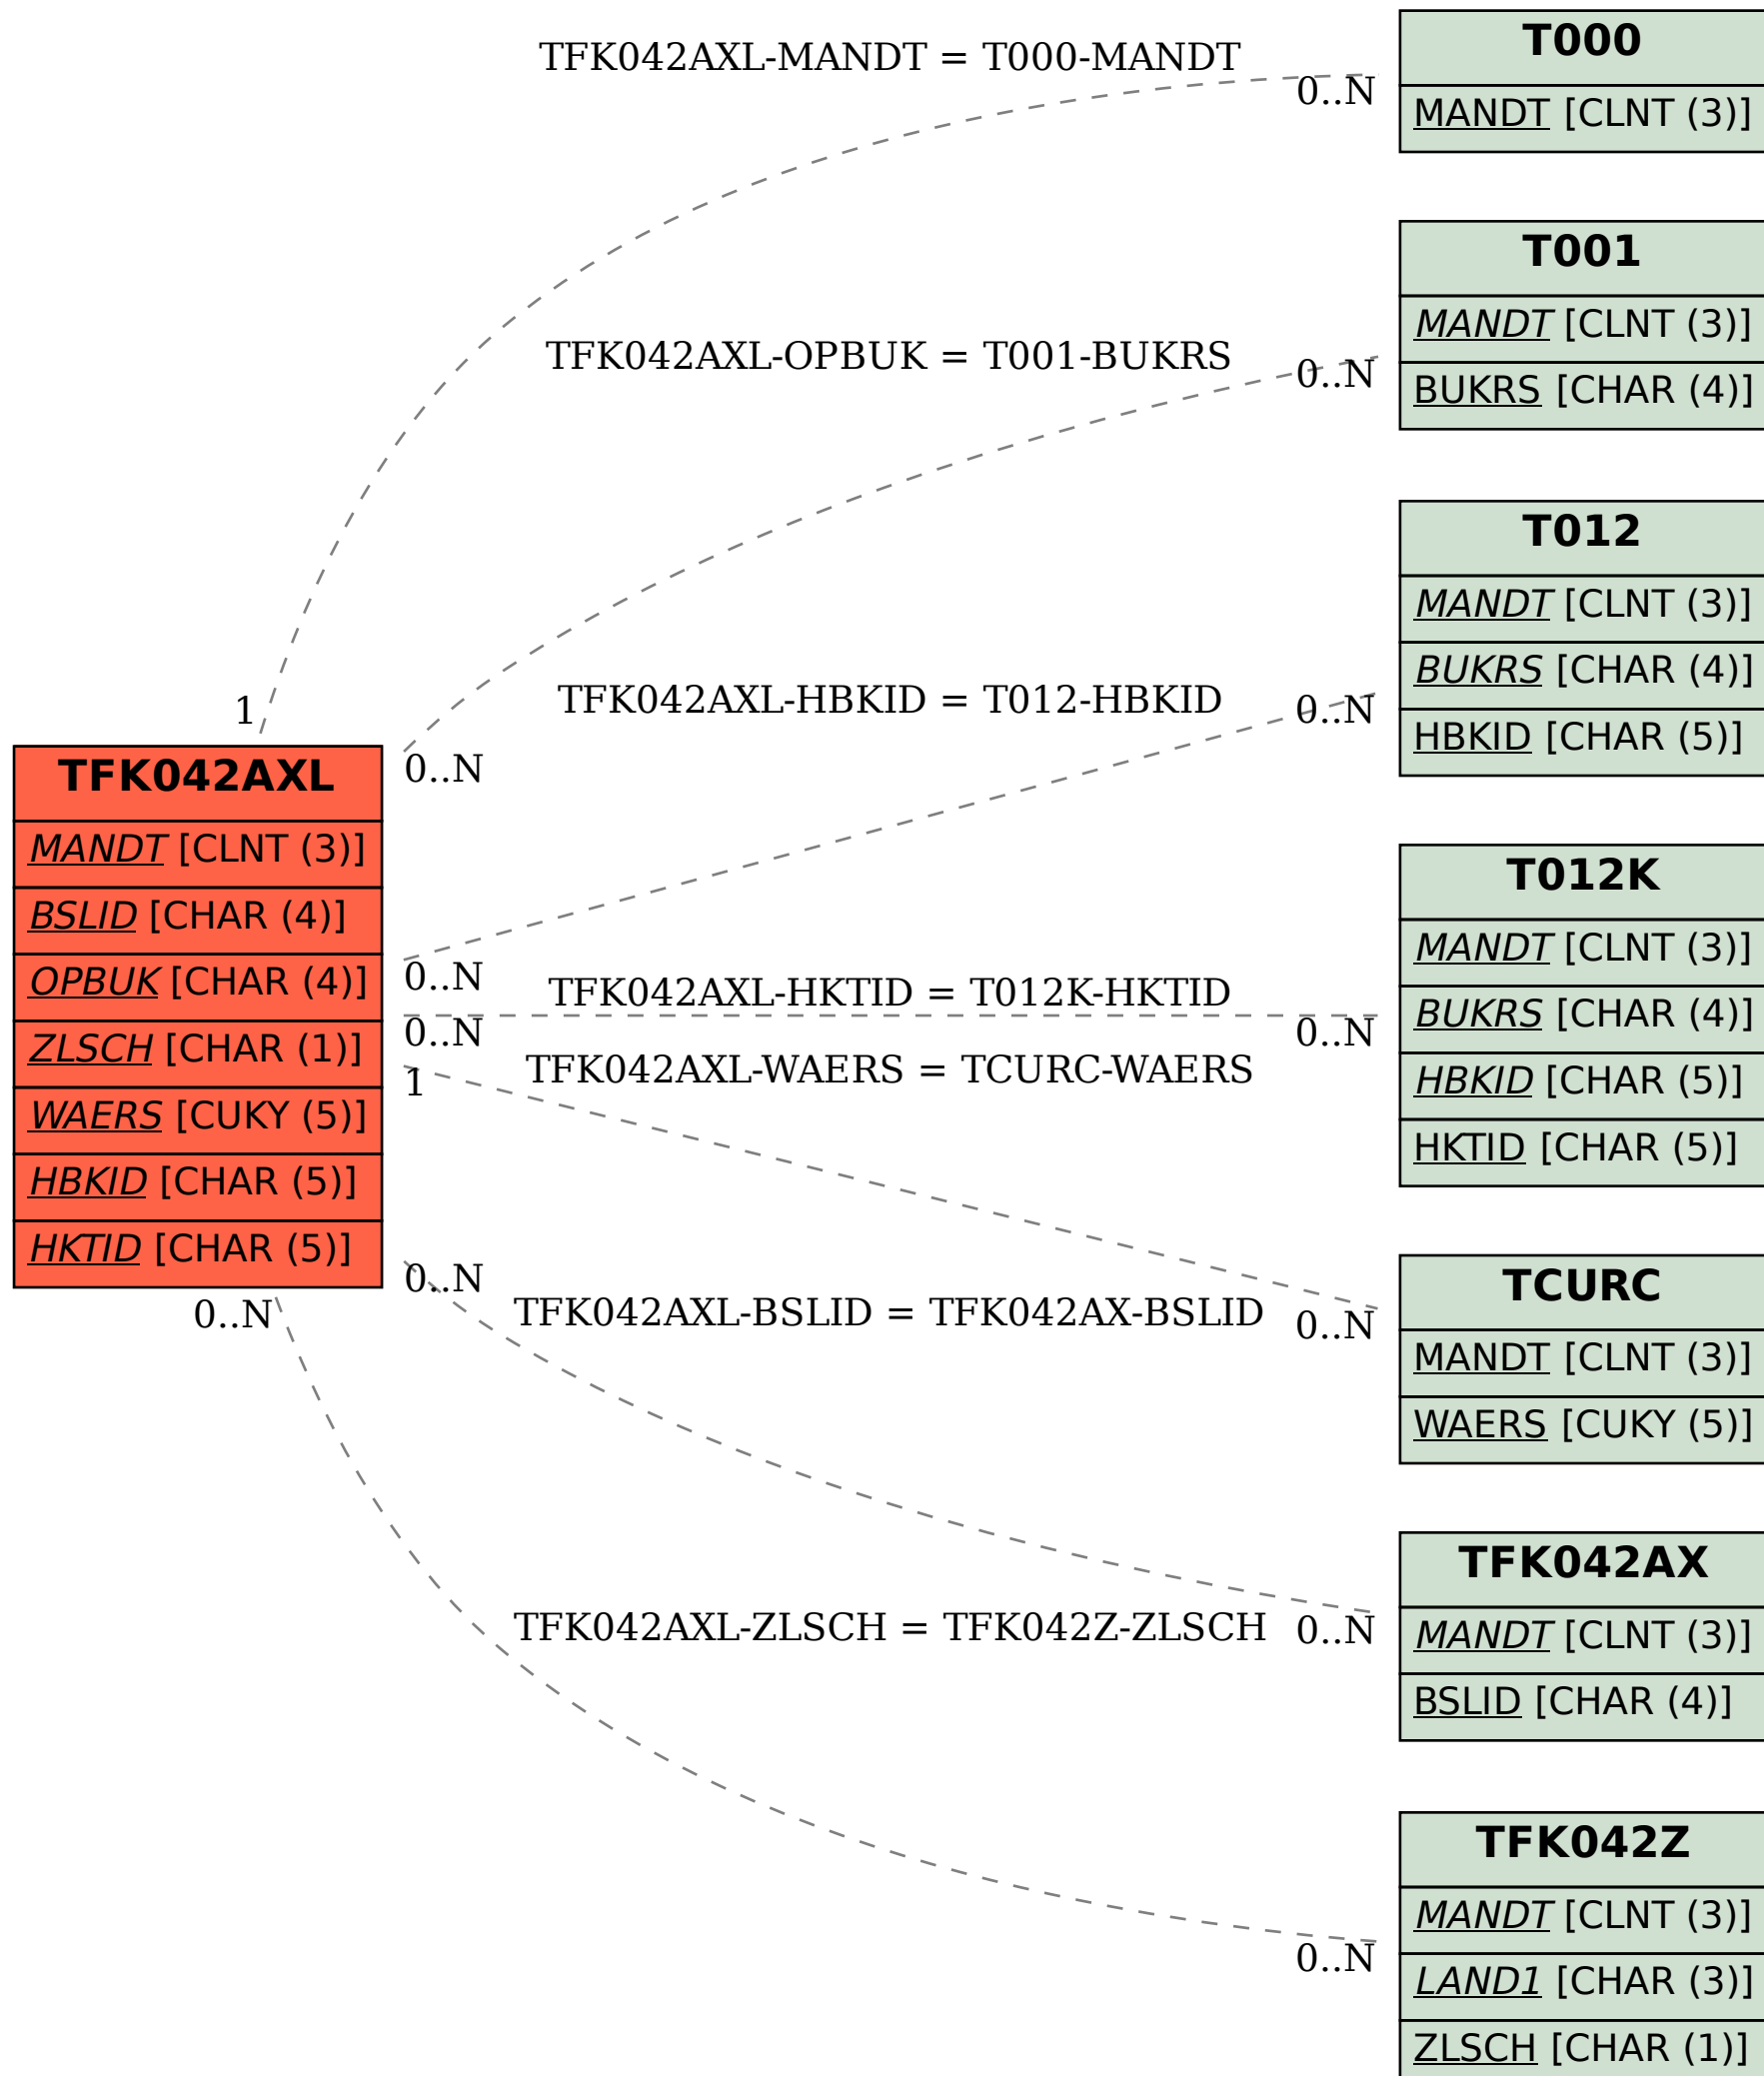 TFK042AXL-MANDT = T000-MANDT
0..N
1
T000
MANDT [CLNT (3)]
TFK042AXL-OPBUK = T001-BUKRS
0..N
0..N
T001
MANDT [CLNT (3)]
BUKRS [CHAR (4)]
TFK042AXL-HBKID = T012-HBKID
0..N
0..N
T012
MANDT [CLNT (3)]
BUKRS [CHAR (4)]
HBKID [CHAR (5)]
TFK042AXL
MANDT [CLNT (3)]
BSLID [CHAR (4)]
OPBUK [CHAR (4)]
ZLSCH [CHAR (1)]
WAERS [CUKY (5)]
HBKID [CHAR (5)]
HKTID [CHAR (5)]
TFK042AXL-HKTID = T012K-HKTID
0..N
0..N
T012K
MANDT [CLNT (3)]
BUKRS [CHAR (4)]
HBKID [CHAR (5)]
HKTID [CHAR (5)]
TFK042AXL-WAERS = TCURC-WAERS
1
0..N
TCURC
MANDT [CLNT (3)]
WAERS [CUKY (5)]
TFK042AXL-BSLID = TFK042AX-BSLID
0..N
0..N
TFK042AX
MANDT [CLNT (3)]
BSLID [CHAR (4)]
TFK042AXL-ZLSCH = TFK042Z-ZLSCH
0..N
0..N
TFK042Z
MANDT [CLNT (3)]
LAND1 [CHAR (3)]
ZLSCH [CHAR (1)]